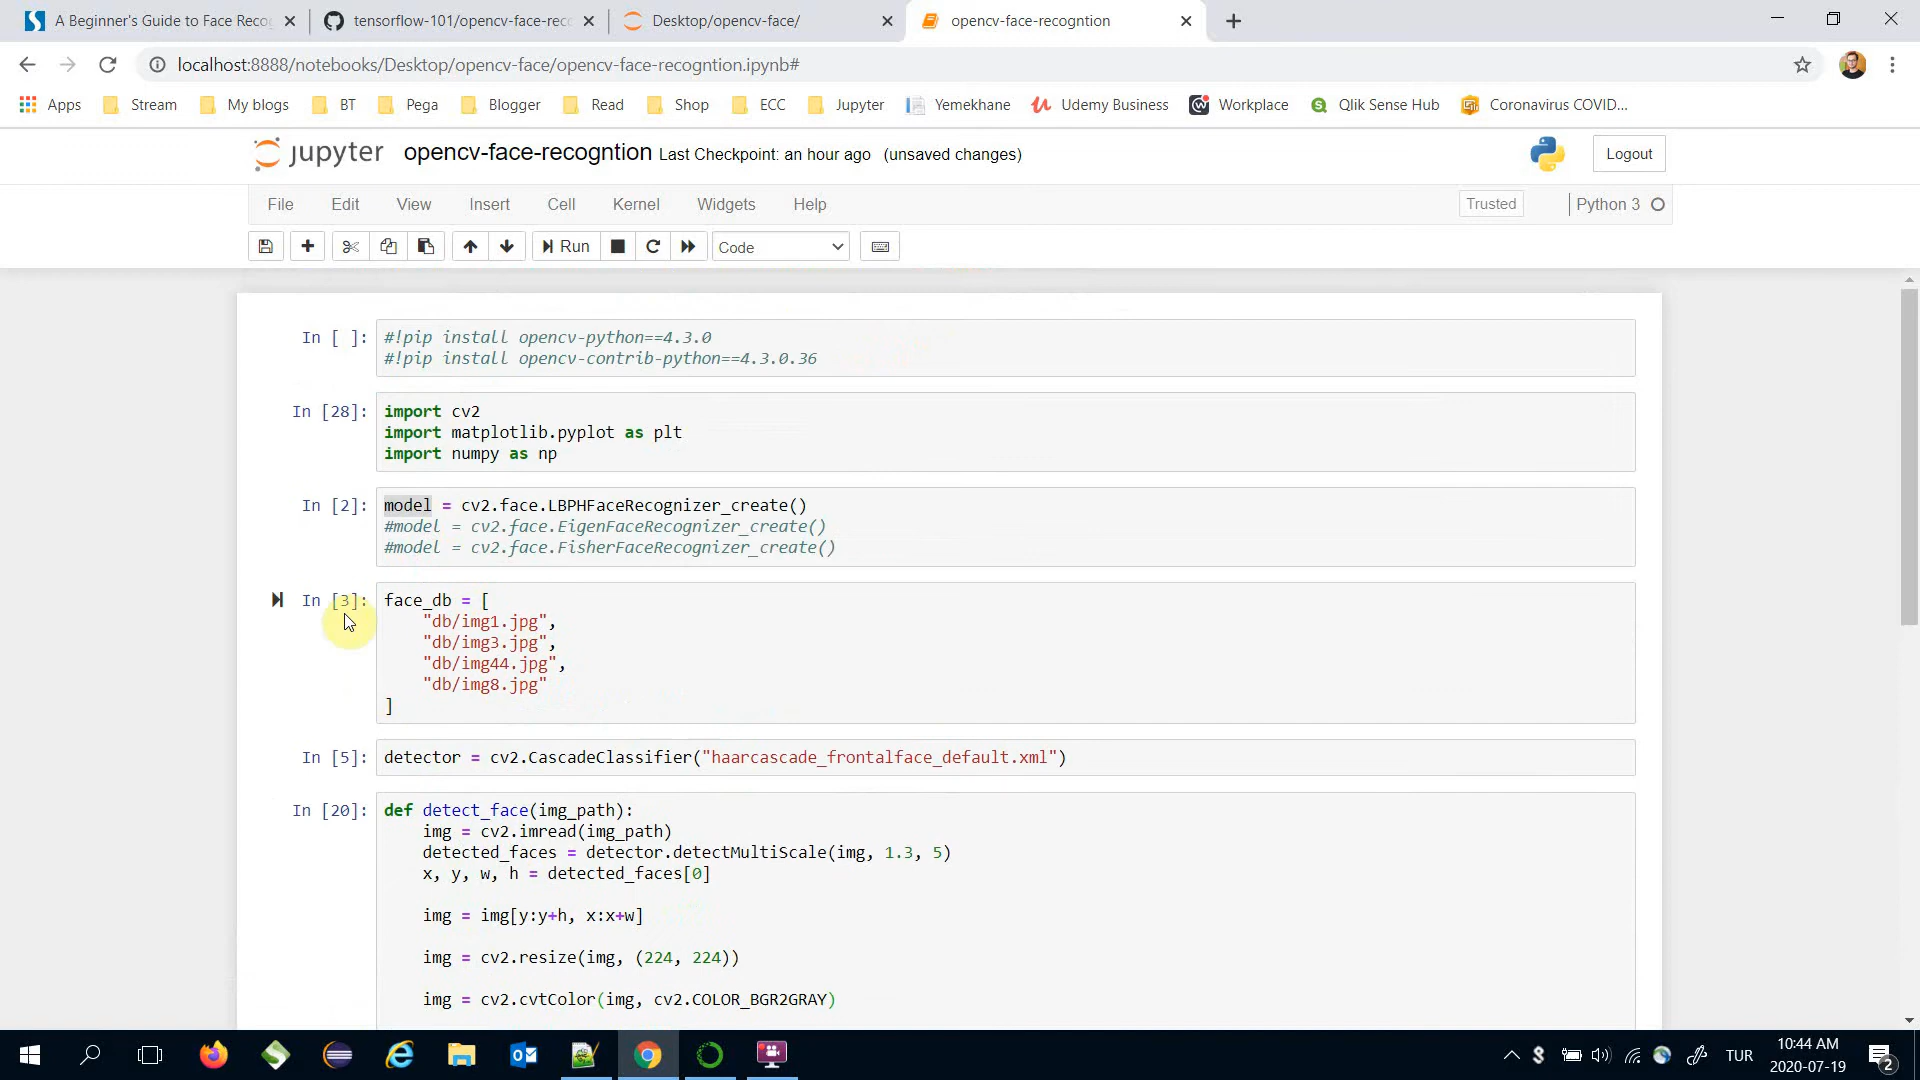 A Beginner's Guide to Face Recog
tensorflow-101/opencv-face-reco
Desktop/opencv-face/
opencv-face-recogntion
localhost:8888/notebooks/Desktop/opencv-face/opencv-face-recogntion.ipynb#
Apps Stream My blogs BT Pega Blogger Read Shop ECC Jupyter Yemekhane Udemy Business Workplace Qlik Sense Hub Coronavirus COVID...
jupyter opencv-face-recogntion Last Checkpoint: an hour ago (unsaved changes) Logout
File Edit View Insert Cell Kernel Widgets Help Trusted Python 3
Run Code
In [ ]: #!pip install opencv-python==4.3.0
#!pip install opencv-contrib-python==4.3.0.36
In [28]: import cv2
import matplotlib.pyplot as plt
import numpy as np
In [2]: model = cv2.face.LBPHFaceRecognizer_create()
#model = cv2.face.EigenFaceRecognizer_create()
#model = cv2.face.FisherFaceRecognizer_create()
In [3]: face_db = [
"db/img1.jpg",
"db/img3.jpg",
"db/img44.jpg",
"db/img8.jpg"
]
In [5]: detector = cv2.CascadeClassifier("haarcascade_frontalface_default.xml")
In [20]: def detect_face(img_path):
img = cv2.imread(img_path)
detected_faces = detector.detectMultiScale(img, 1.3, 5)
x, y, w, h = detected_faces[0]
img = img[y:y+h, x:x+w]
img = cv2.resize(img, (224, 224))
img = cv2.cvtColor(img, cv2.COLOR_BGR2GRAY)
TUR
10:44 AM
2020-07-19
2